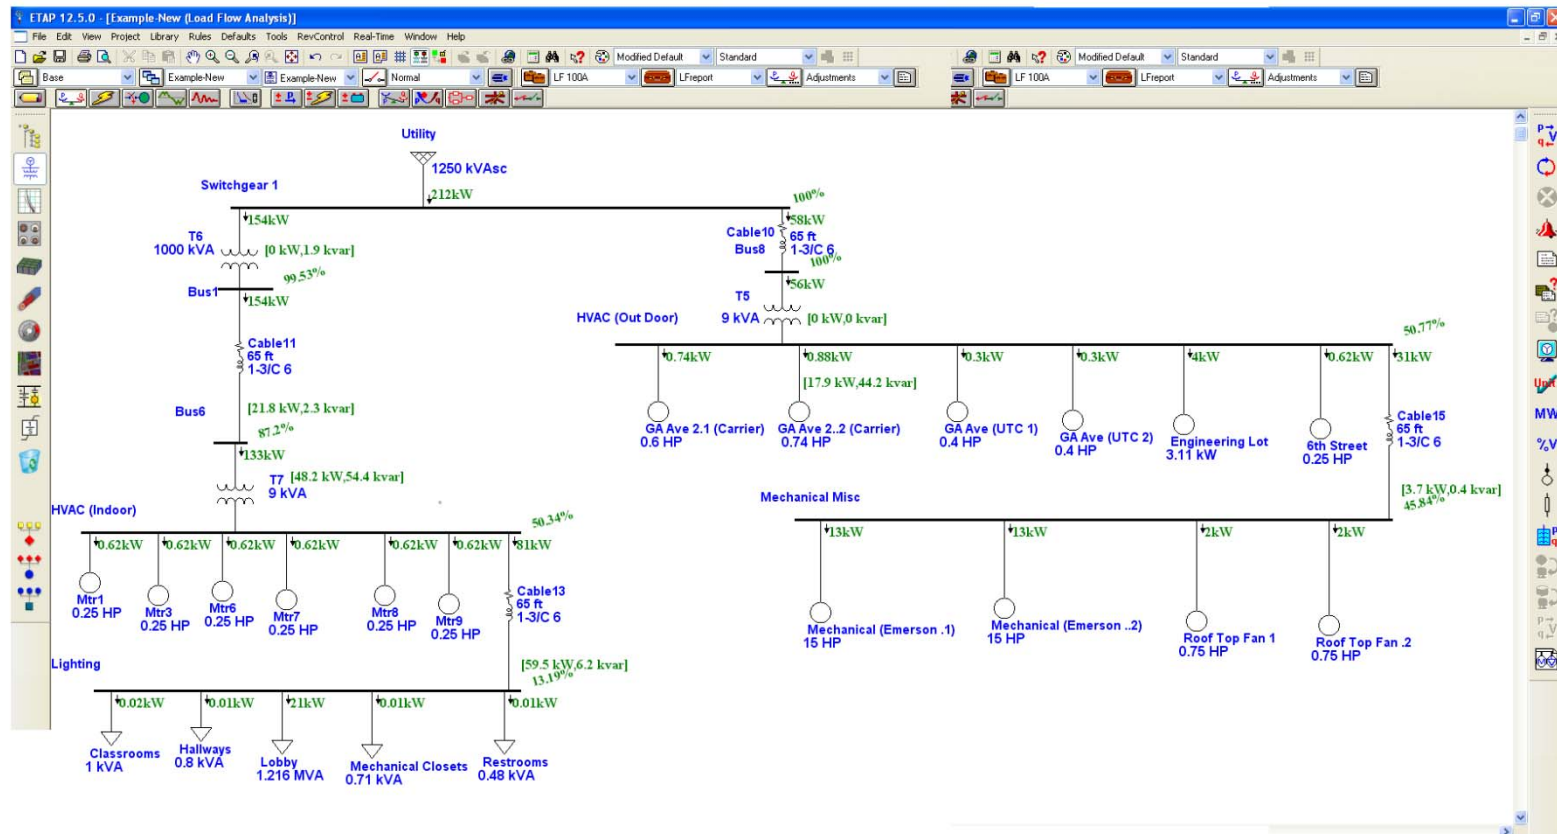 ETAP 12.5.0 - [Example-New (Load Flow Analysis)]
File Edit View Project Library Rules Defaults Tools RevControl Real-Time Window Help
Modified Default Standard Modified Default Standard
Base Example-New Example-New Normal LF 100A LFreport Adjustments LF 100A LFreport Adjustments
Utility
1250 kVAsc
212kW
Switchgear 1
100%
154kW
58kW
T6
1000 kVA
[0 kW,1.9 kvar]
99.53%
Bus1
154kW
Cable10
65 ft
1-3/C 6
Bus8
100%
56kW
T5
9 kVA
[0 kW,0 kvar]
HVAC (Out Door)
50.77%
0.74kW
0.88kW
0.3kW
0.3kW
4kW
0.62kW
31kW
[17.9 kW,44.2 kvar]
GA Ave 2.1 (Carrier)
0.6 HP
GA Ave 2..2 (Carrier)
0.74 HP
GA Ave (UTC 1)
0.4 HP
GA Ave (UTC 2)
0.4 HP
Engineering Lot
3.11 kW
6th Street
0.25 HP
Cable15
65 ft
1-3/C 6
Cable11
65 ft
1-3/C 6
Bus6
[21.8 kW,2.3 kvar]
87.2%
133kW
T7
9 kVA
[48.2 kW,54.4 kvar]
Mechanical Misc
[3.7 kW,0.4 kvar]
45.84%
13kW
13kW
2kW
2kW
Mechanical (Emerson .1)
15 HP
Mechanical (Emerson ..2)
15 HP
Roof Top Fan 1
0.75 HP
Roof Top Fan .2
0.75 HP
HVAC (Indoor)
50.34%
0.62kW
0.62kW
0.62kW
0.62kW
0.62kW
0.62kW
81kW
Mtr1
0.25 HP
Mtr3
0.25 HP
Mtr6
0.25 HP
Mtr7
0.25 HP
Mtr8
0.25 HP
Mtr9
0.25 HP
Cable13
65 ft
1-3/C 6
Lighting
[59.5 kW,6.2 kvar]
13.19%
0.02kW
0.01kW
21kW
0.01kW
0.01kW
Classrooms
1 kVA
Hallways
0.8 kVA
Lobby
1.216 MVA
Mechanical Closets
0.71 kVA
Restrooms
0.48 kVA
Unit
MW
%V